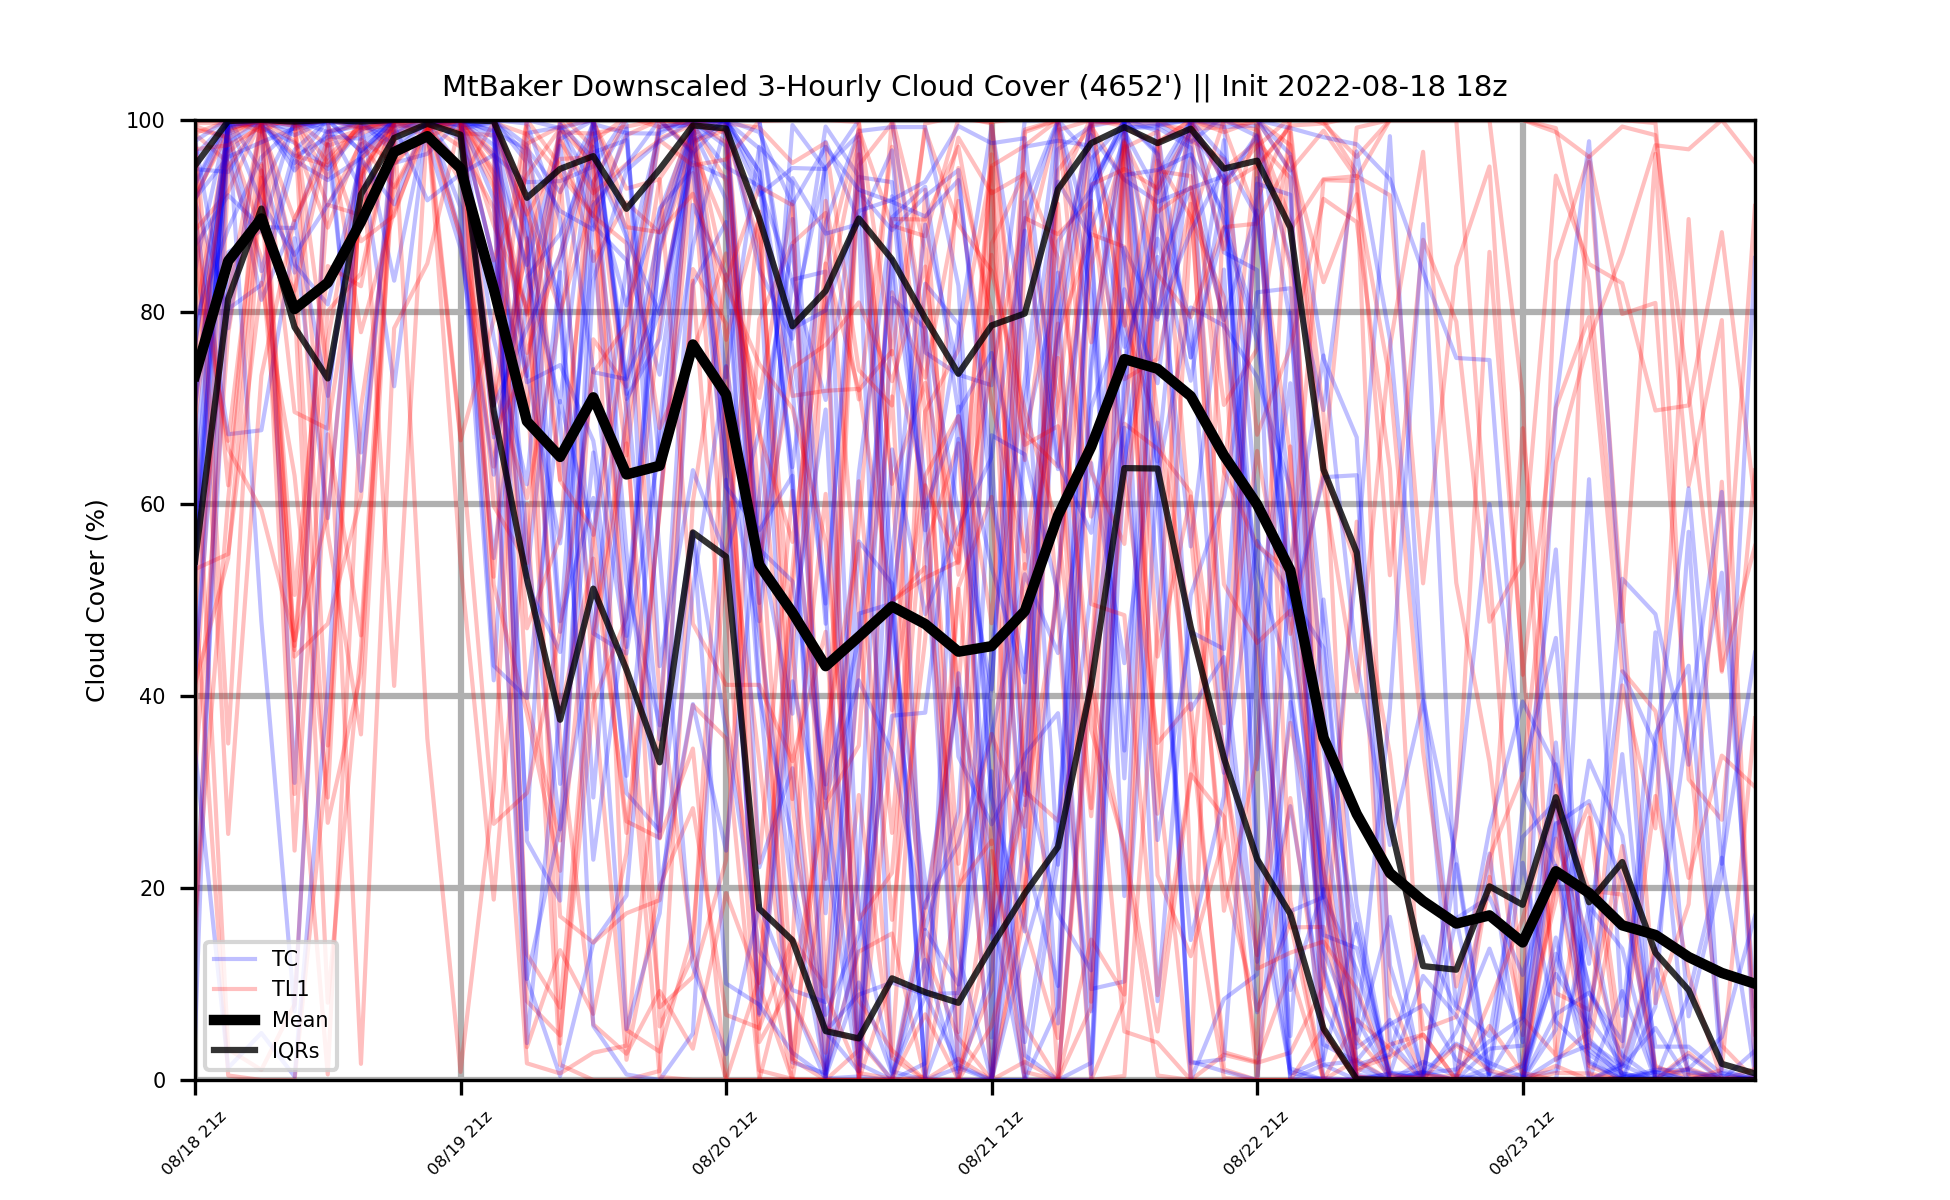 MtBaker Downscaled 3-Hourly Cloud Cover (4652') || Init 2022-08-18 18z
Cloud Cover (%)
100
80
60
40
20
0
TC
TL1
Mean
IQRs
08/18 21z
08/19 21z
08/20 21z
08/21 21z
08/22 21z
08/23 21z